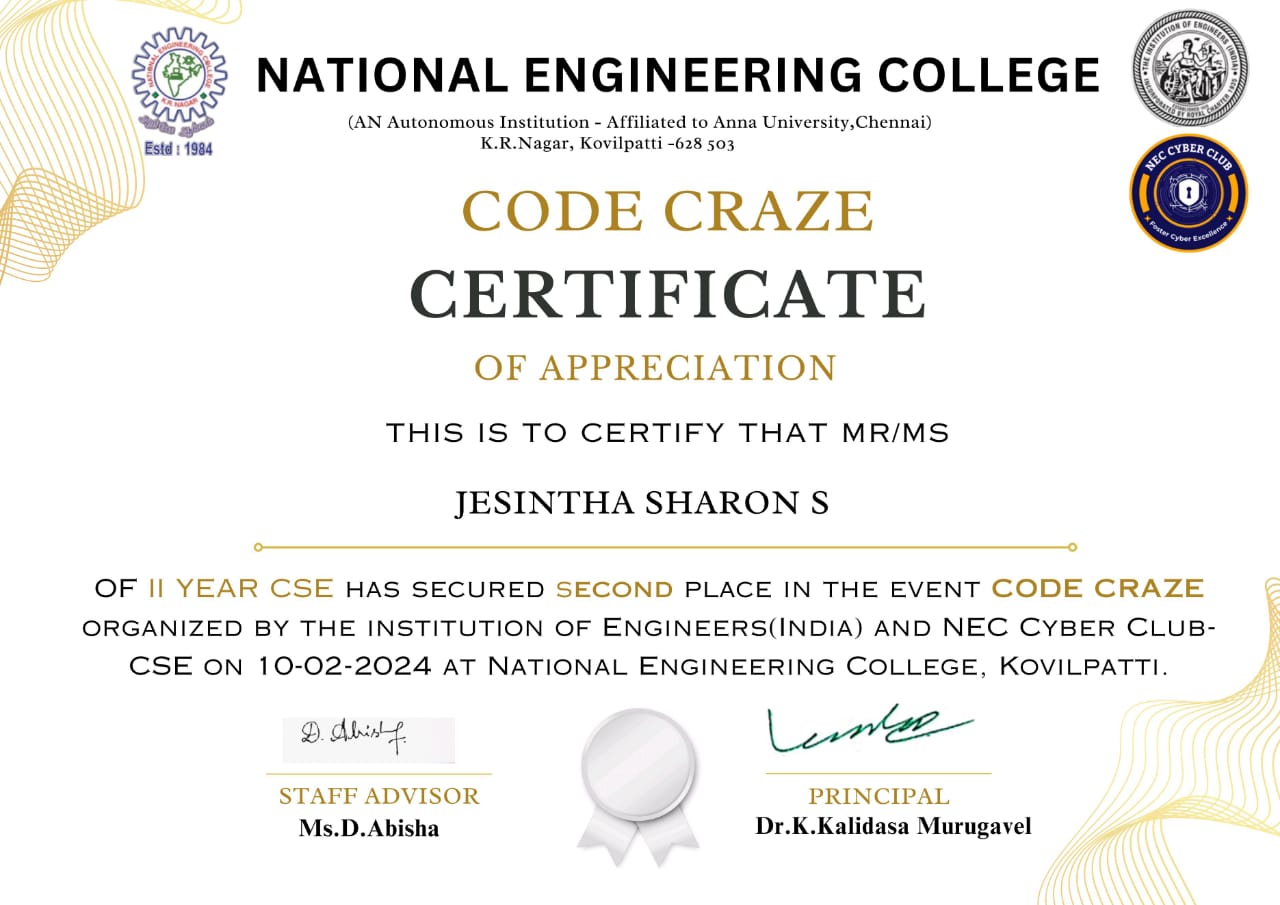 NATIONAL ENGINEERING COLLEGE
(AN Autonomous Institution - Affiliated to Anna University,Chennai)
K.R.Nagar, Kovilpatti -628 503
NATIONAL ENGINEERING COLLEGE
K.R. NAGAR
Estd : 1984
THE INSTITUTION OF ENGINEERS (INDIA)
INCORPORATED BY ROYAL CHARTER 1935
NEC CYBER CLUB
Foster Cyber Excellence
CODE CRAZE
CERTIFICATE
OF APPRECIATION
THIS IS TO CERTIFY THAT MR/MS
JESINTHA SHARON S
OF II YEAR CSE HAS SECURED SECOND PLACE IN THE EVENT CODE CRAZE
ORGANIZED BY THE INSTITUTION OF ENGINEERS(INDIA) AND NEC CYBER CLUB-
CSE ON 10-02-2024 AT NATIONAL ENGINEERING COLLEGE, KOVILPATTI.
D. Abisha
STAFF ADVISOR
Ms.D.Abisha
PRINCIPAL
Dr.K.Kalidasa Murugavel